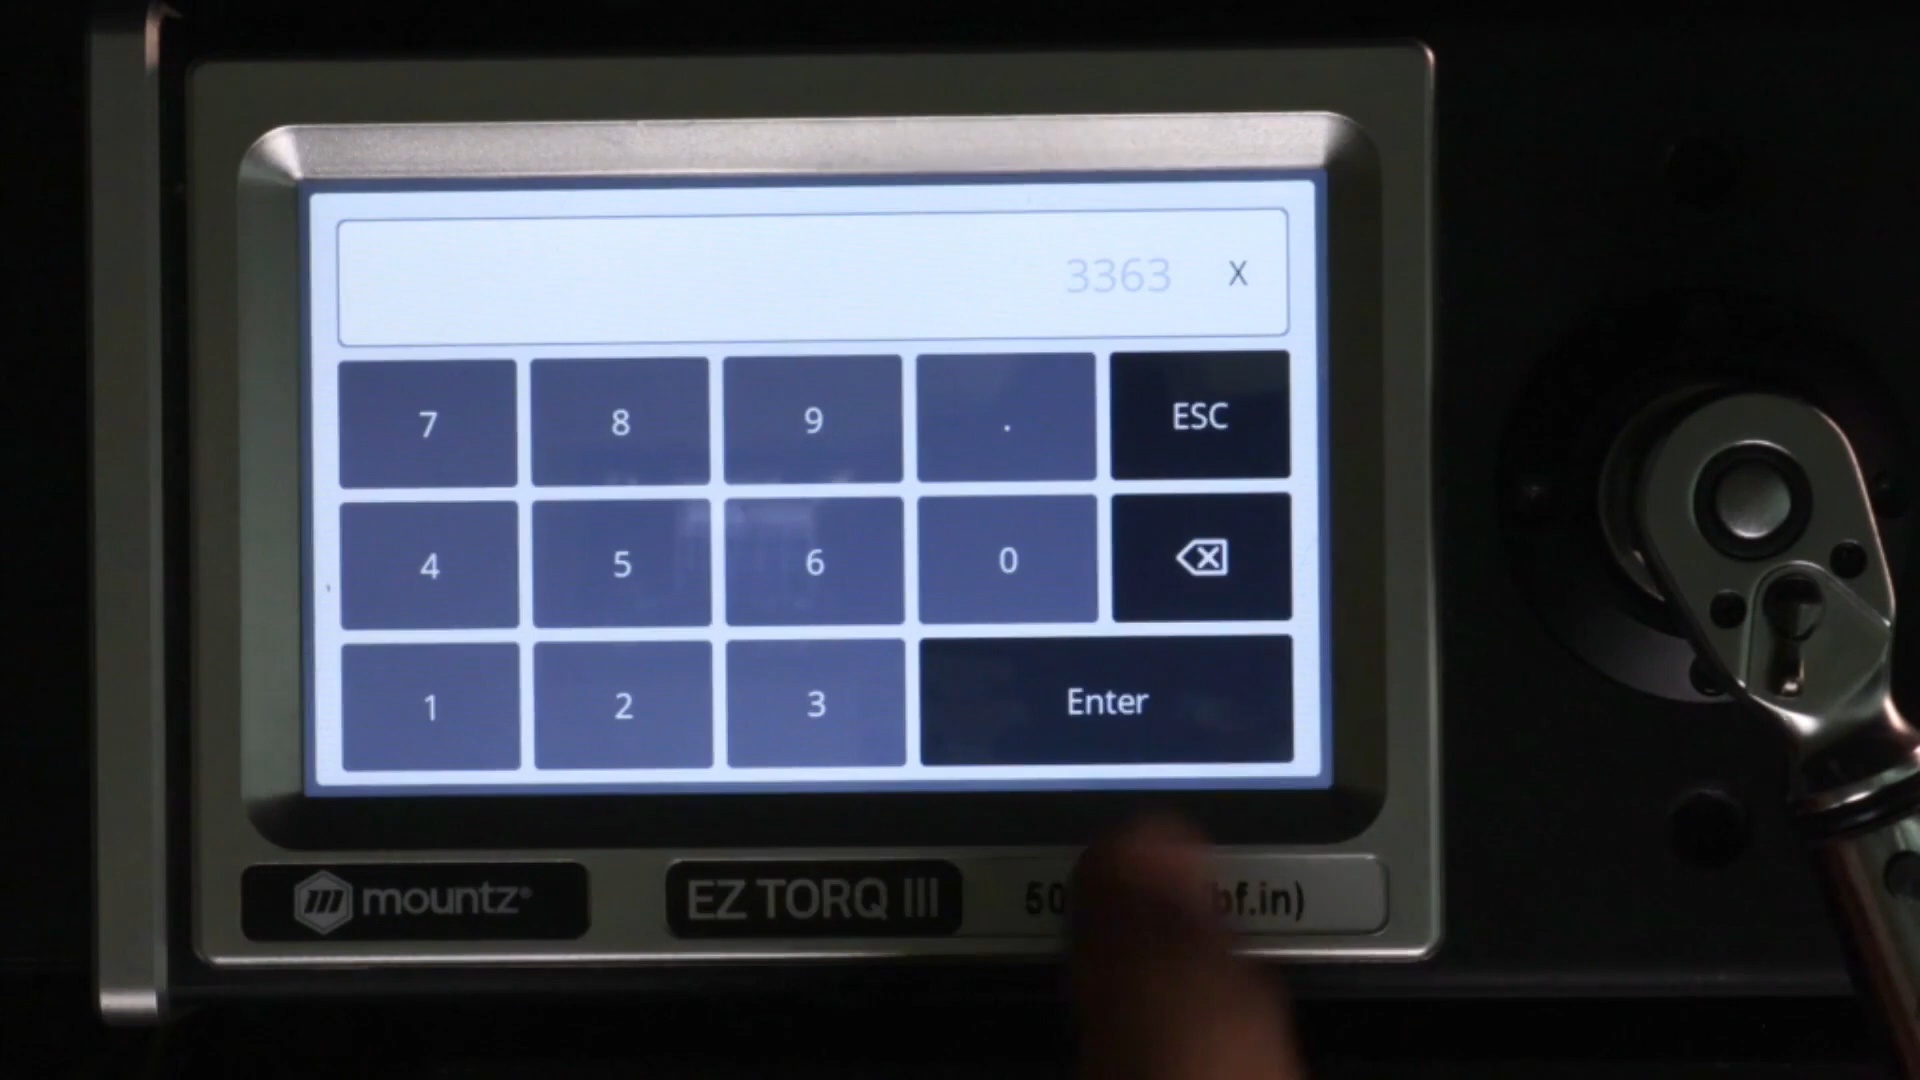 3363 X
7 8 9 . ESC
4 5 6 0
1 2 3 Enter
mountz® EZ TORQ III 50 bf.in)